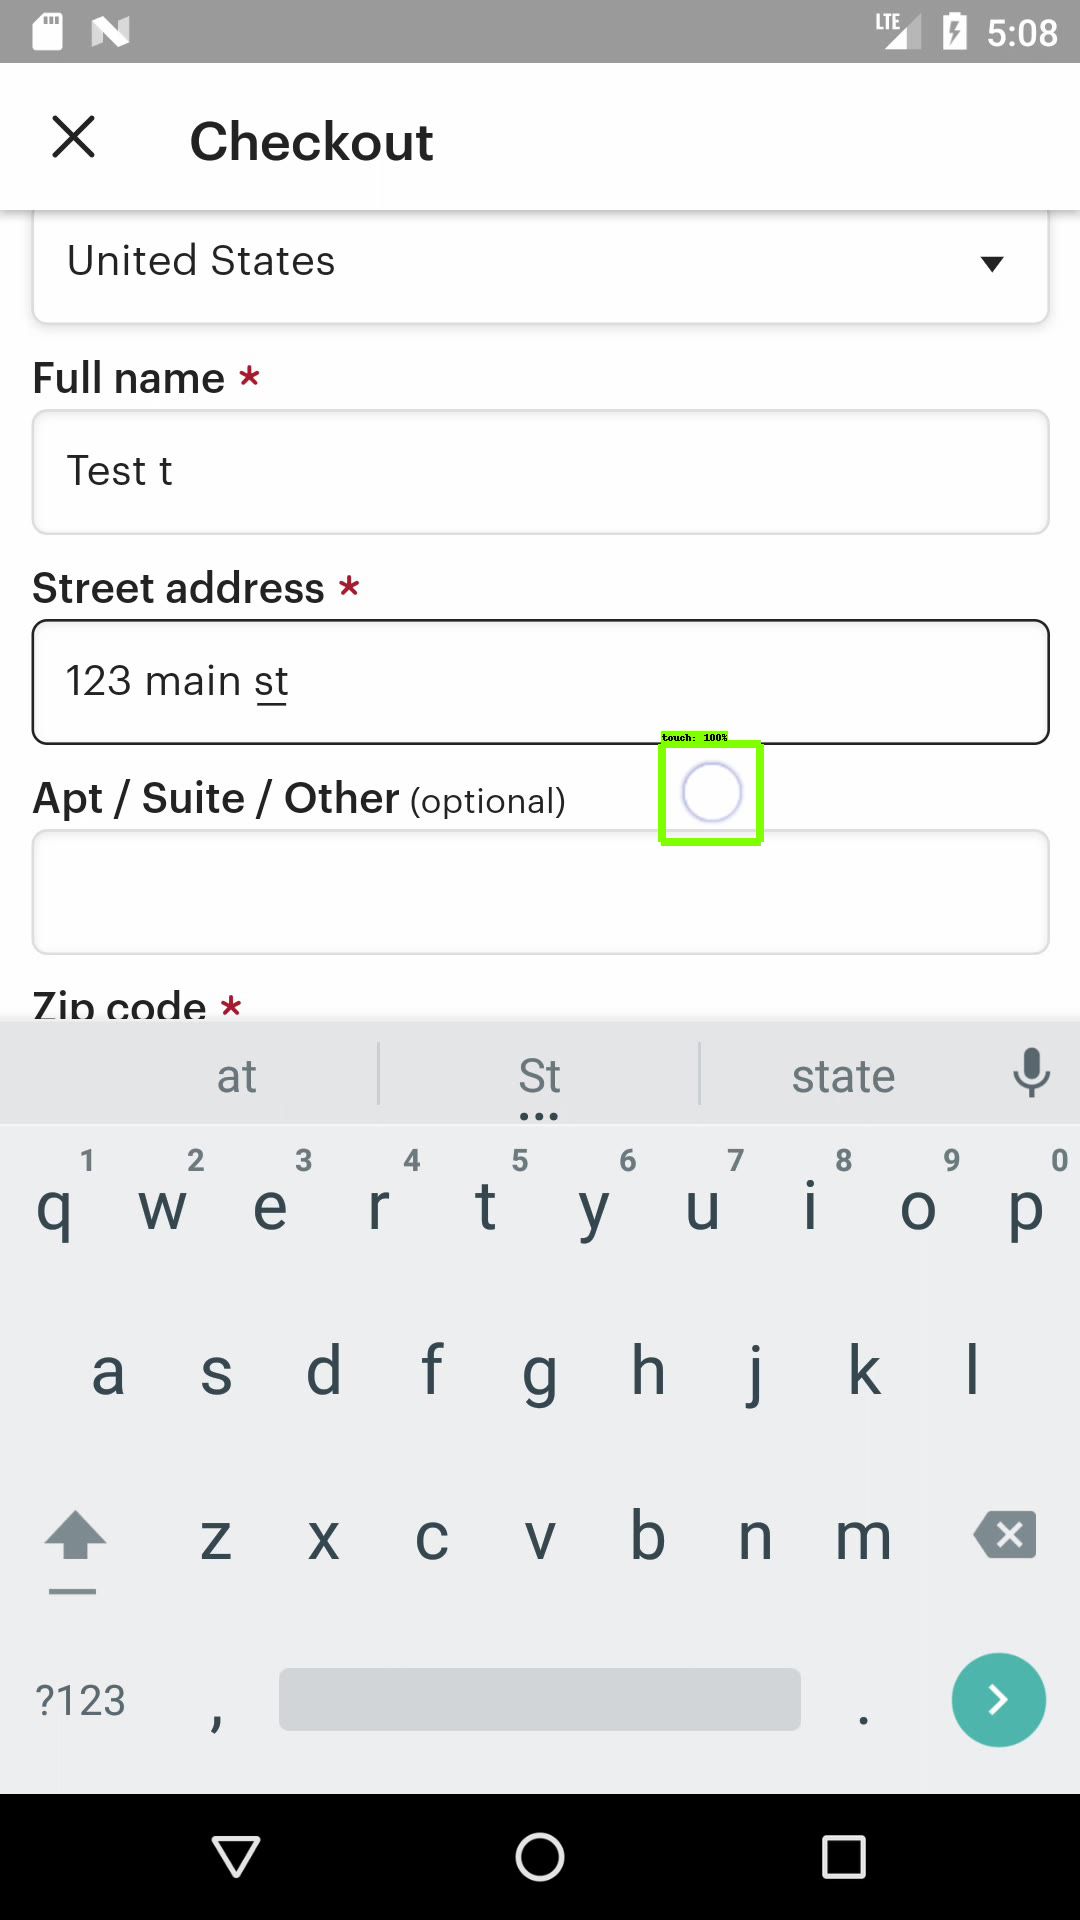 LTE 5:08
Checkout
United States
Full name *
Test t
Street address *
123 main st
touch: 100%
Apt / Suite / Other (optional)
Zip code *
at St state
1 2 3 4 5 6 7 8 9 0
q w e r t y u i o p
a s d f g h j k l
z x c v b n m
?123 , .